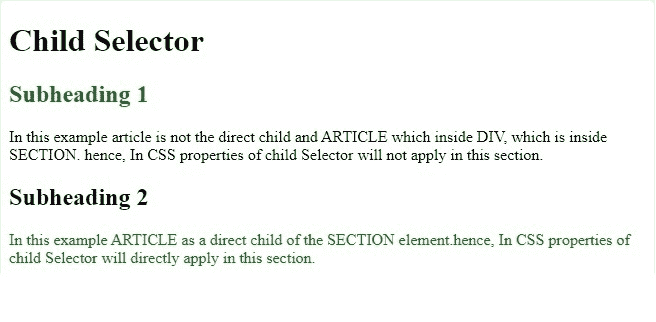 Child Selector
Subheading 1
In this example article is not the direct child and ARTICLE which inside DIV, which is inside
SECTION. hence, In CSS properties of child Selector will not apply in this section.
Subheading 2
In this example ARTICLE as a direct child of the SECTION element.hence, In CSS properties of
child Selector will directly apply in this section.